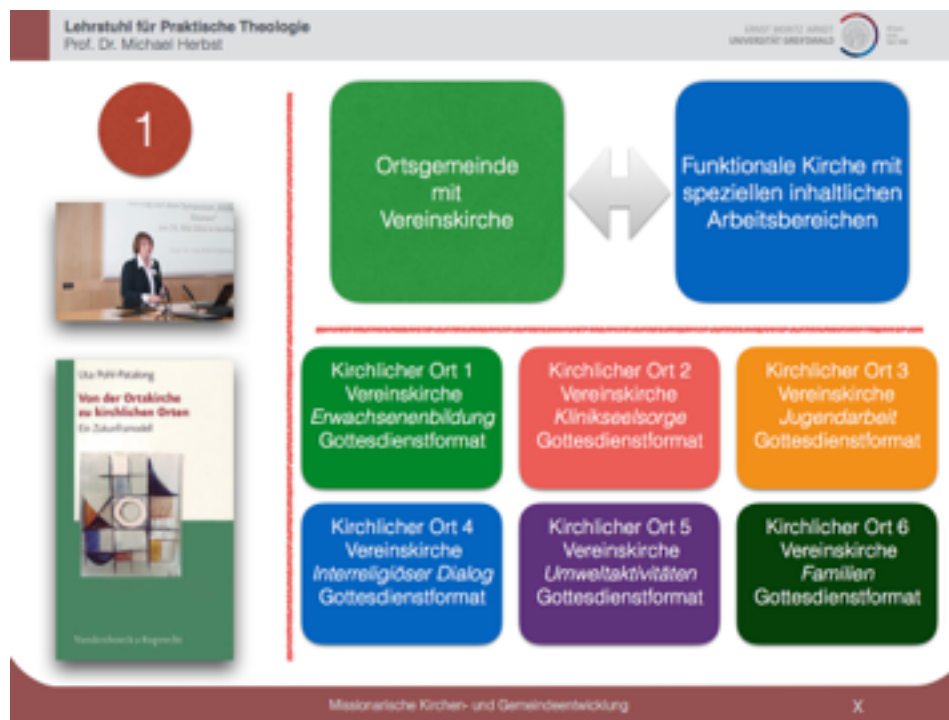 Lehrstuhl für Praktische Theologie
Prof. Dr. Michael Herbst
ERNST MORITZ ARNDT
UNIVERSITÄT GREIFSWALD
1
Ortsgemeinde
mit
Vereinskirche
Funktionale Kirche mit
speziellen inhaltlichen
Arbeitsbereichen
Uta Pohl-Patalong
Von der Ortskirche
zu kirchlichen Orten
Ein Zukunftsmodell
Vandenhoeck & Ruprecht
Kirchlicher Ort 1
Vereinskirche
Erwachsenenbildung
Gottesdienstformat
Kirchlicher Ort 2
Vereinskirche
Klinikseelsorge
Gottesdienstformat
Kirchlicher Ort 3
Vereinskirche
Jugendarbeit
Gottesdienstformat
Kirchlicher Ort 4
Vereinskirche
Interreligiöser Dialog
Gottesdienstformat
Kirchlicher Ort 5
Vereinskirche
Umweltaktivitäten
Gottesdienstformat
Kirchlicher Ort 6
Vereinskirche
Familien
Gottesdienstformat
Missionarische Kirchen- und Gemeindeentwicklung
X